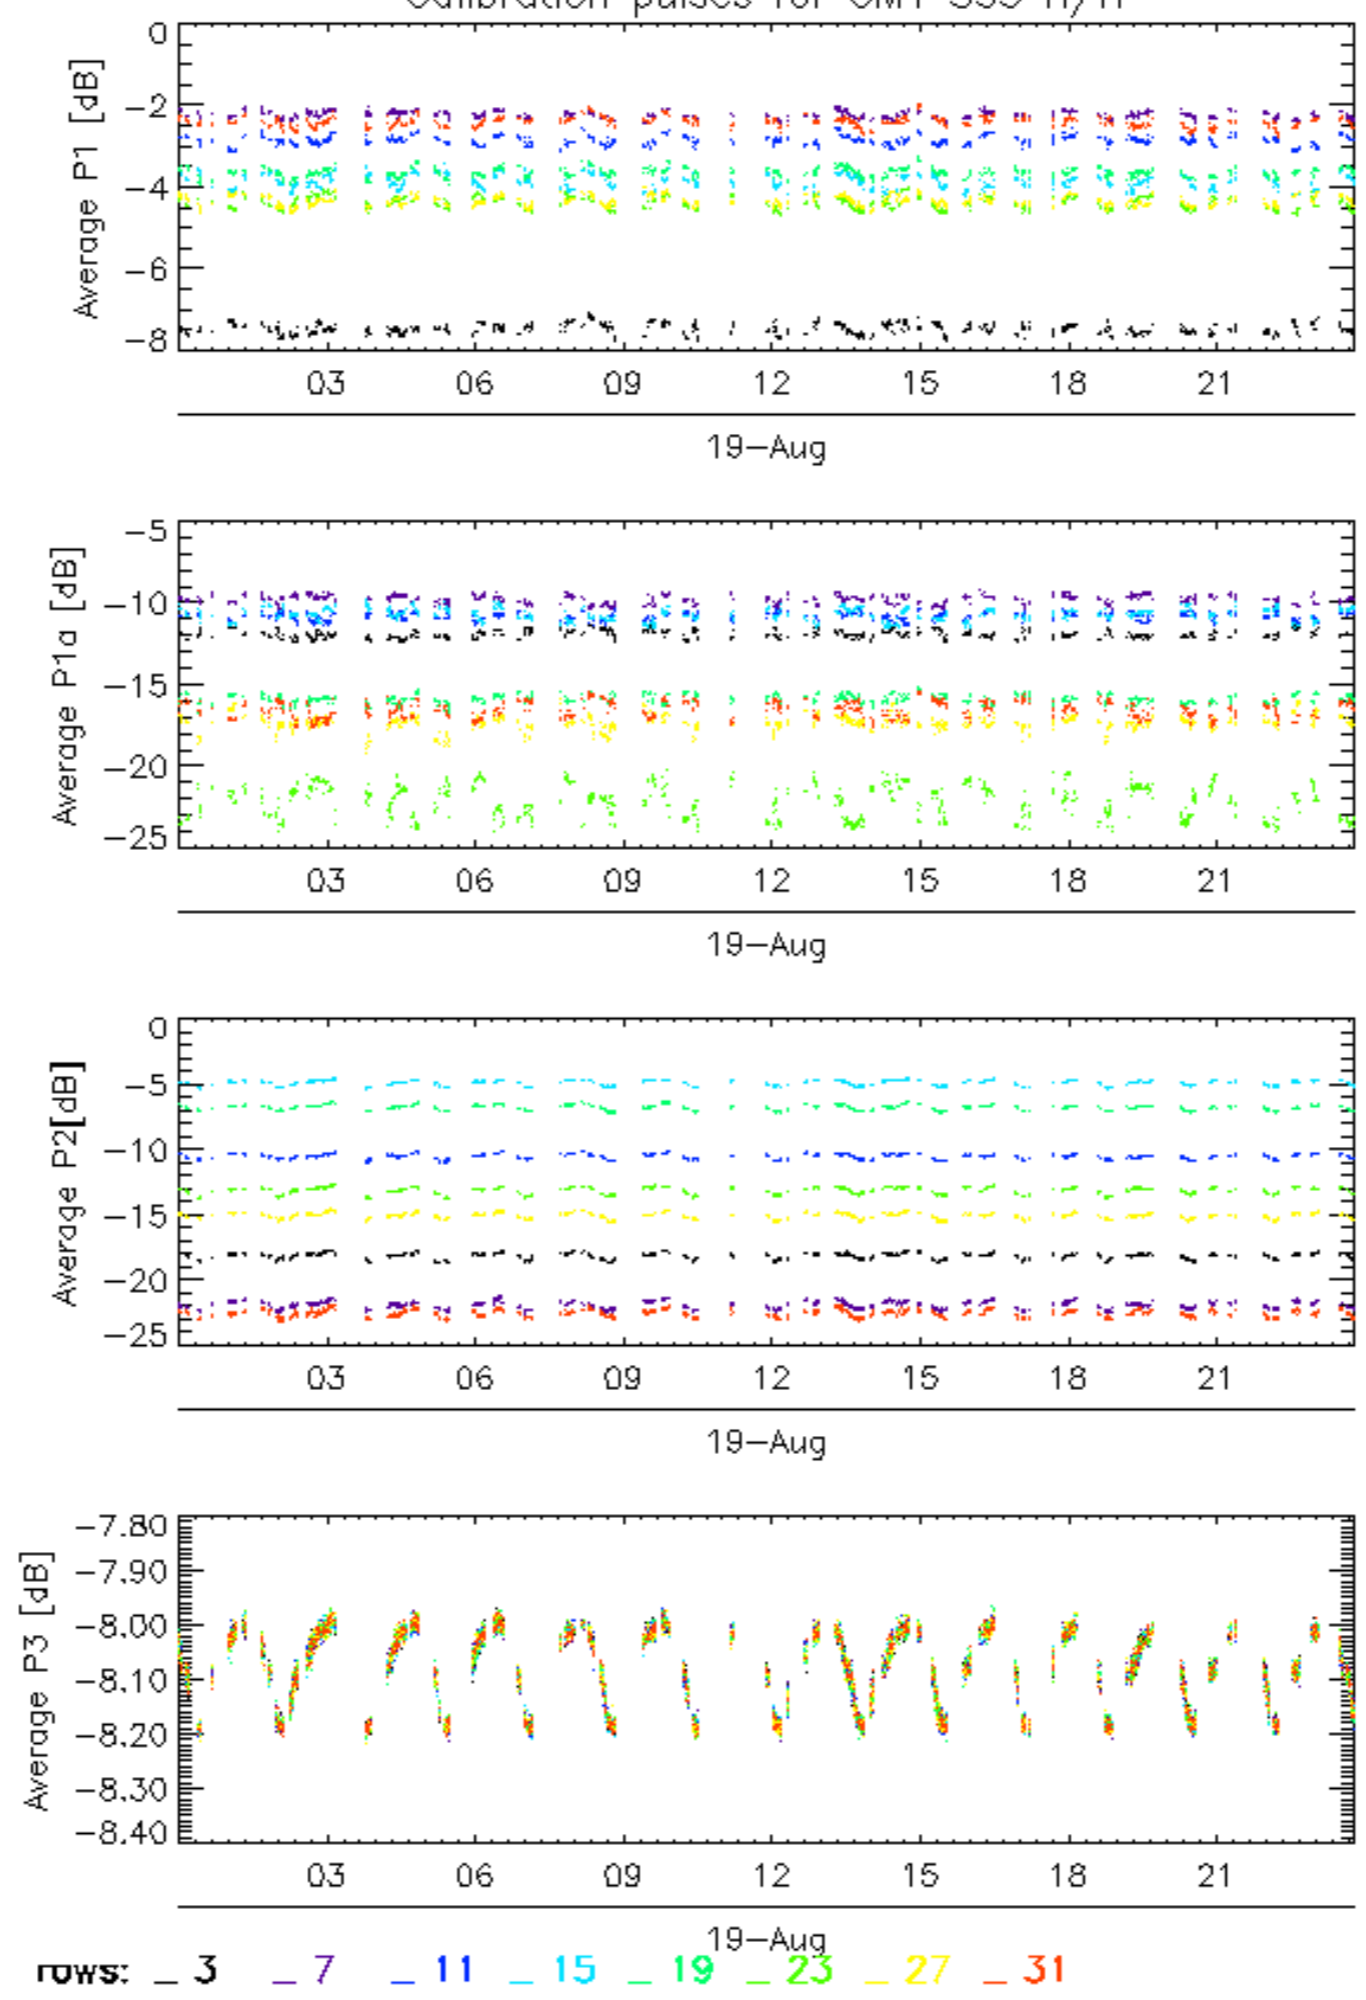 Calibration pulses for
0
−2
−4
−6
−8
Average P1 [dB]
03 06 09 12 15 18 21
19−Aug
−5
−10
−15
−20
−25
Average P1a [dB]
03 06 09 12 15 18 21
19−Aug
0
−5
−10
−15
−20
−25
Average P2[dB]
03 06 09 12 15 18 21
19−Aug
−7.80
−7.90
−8.00
−8.10
−8.20
−8.30
−8.40
Average P3 [dB]
03 06 09 12 15 18 21
19−Aug
rows: _ 3 _ 7 _ 11 _ 15 _ 19 _ 23 _ 27 _ 31